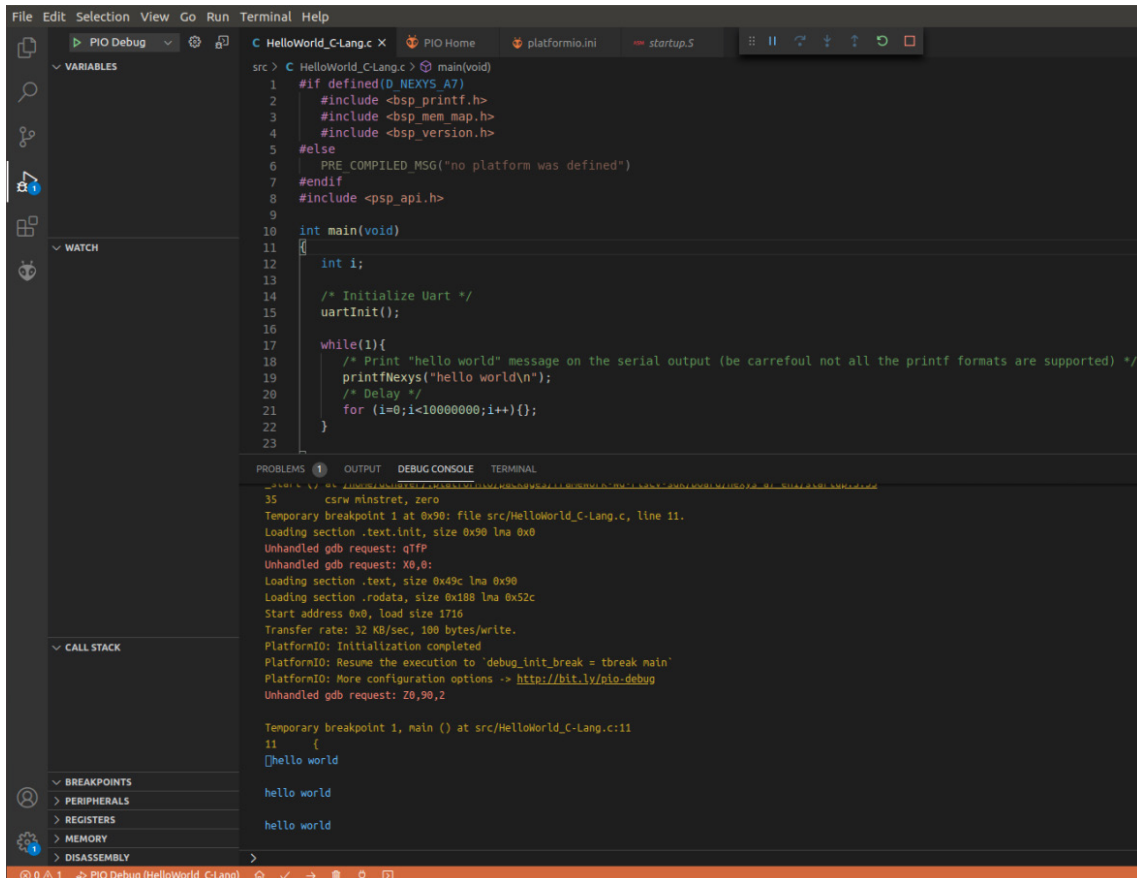 File Edit Selection View Go Run Terminal Help
PIO Debug
C HelloWorld_C-Lang.c ×
PIO Home
platformio.ini
startup.S
VARIABLES
WATCH
CALL STACK
BREAKPOINTS
PERIPHERALS
REGISTERS
MEMORY
DISASSEMBLY
src > C HelloWorld_C-Lang.c > main(void)
1 #if defined(D_NEXYS_A7)
2 #include <bsp_printf.h>
3 #include <bsp_mem_map.h>
4 #include <bsp_version.h>
5 #else
6 PRE_COMPILED_MSG("no platform was defined")
7 #endif
8 #include <psp_api.h>
9
10 int main(void)
11 {
12 int i;
13
14 /* Initialize Uart */
15 uartInit();
16
17 while(1){
18 /* Print "hello world" message on the serial output (be carrefoul not all the printf formats are supported) */
19 printfNexys("hello world\n");
20 /* Delay */
21 for (i=0;i<10000000;i++){};
22 }
23
PROBLEMS 1 OUTPUT DEBUG CONSOLE TERMINAL
35 csrw minstret, zero
Temporary breakpoint 1 at 0x90: file src/HelloWorld_C-Lang.c, line 11.
Loading section .text.init, size 0x90 lma 0x0
Unhandled gdb request: qTfP
Unhandled gdb request: X0,0:
Loading section .text, size 0x49c lma 0x90
Loading section .rodata, size 0x188 lma 0x52c
Start address 0x0, load size 1716
Transfer rate: 32 KB/sec, 100 bytes/write.
PlatformIO: Initialization completed
PlatformIO: Resume the execution to `debug_init_break = tbreak main`
PlatformIO: More configuration options -> http://bit.ly/pio-debug
Unhandled gdb request: Z0,90,2
Temporary breakpoint 1, main () at src/HelloWorld_C-Lang.c:11
11 {
hello world
hello world
hello world
>
0 1 PIO Debug (HelloWorld_C-Lang)